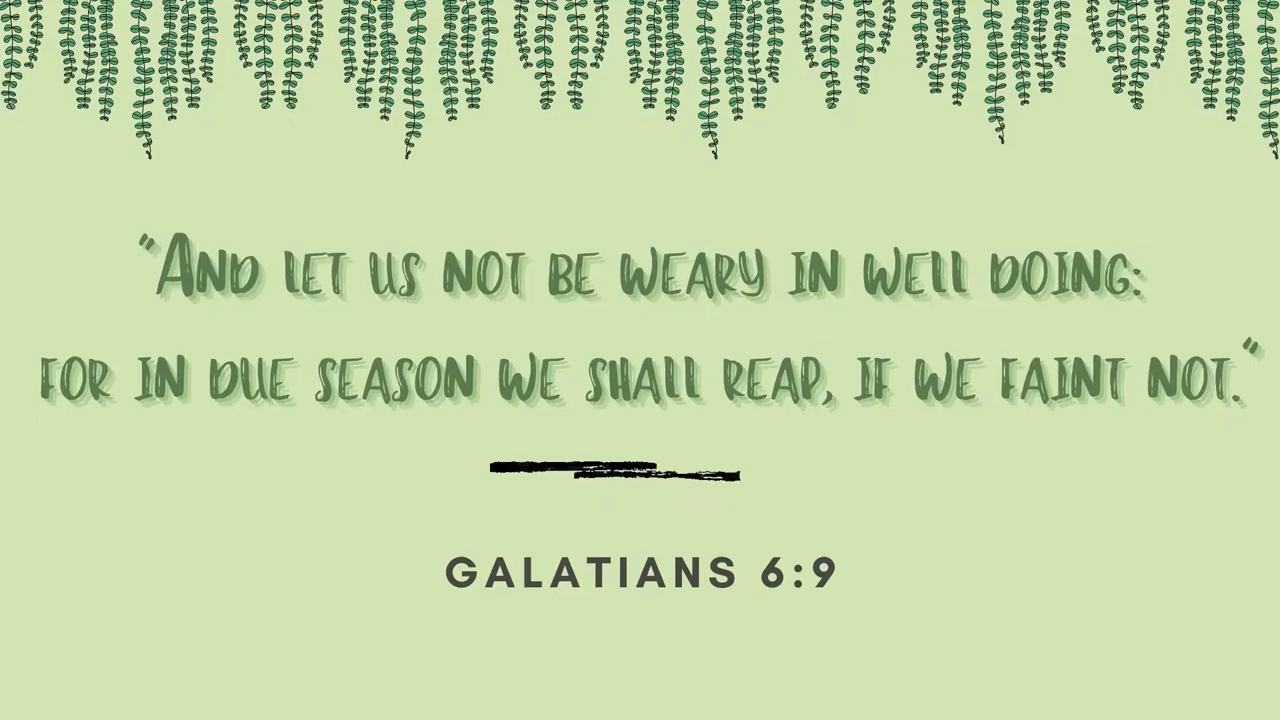 "And let us not be weary in well doing:
for in due season we shall reap, if we faint not."
GALATIANS 6:9